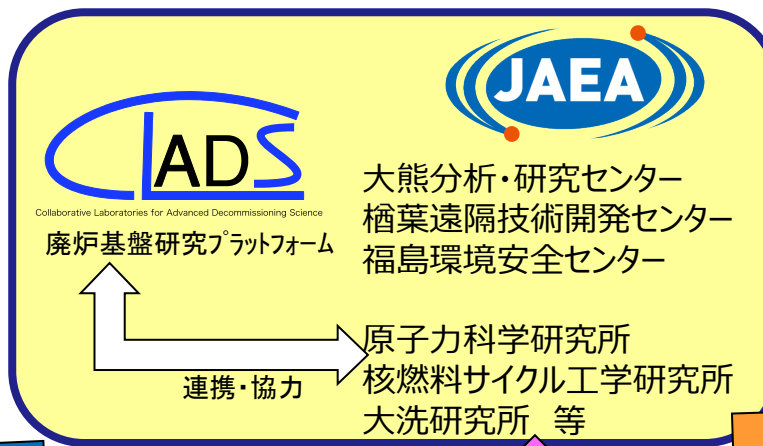 JAEA
CLADS
Collaborative Laboratories for Advanced Decommissioning Science
廃炉基盤研究プラットフォーム
大熊分析・研究センター
楢葉遠隔技術開発センター
福島環境安全センター
原子力科学研究所
核燃料サイクル工学研究所
大洗研究所 等
連携・協力